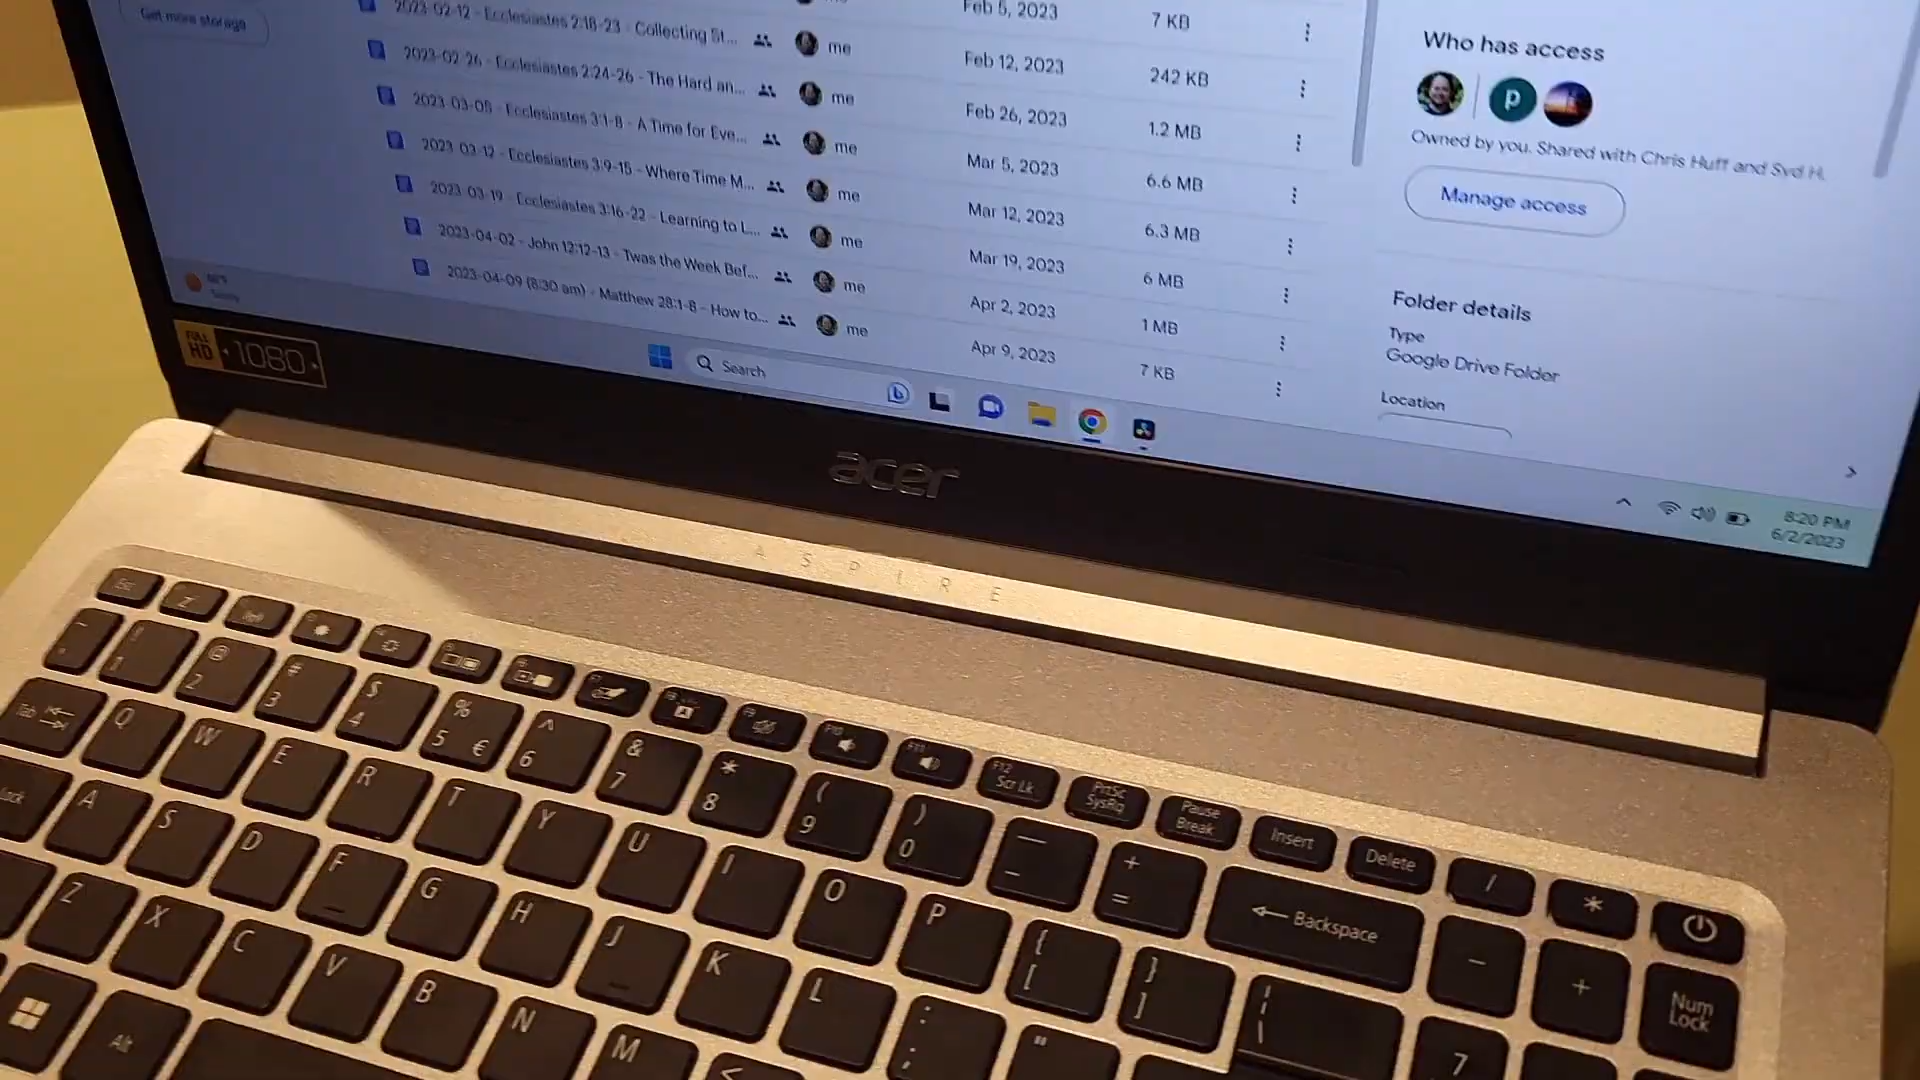 Get more storage
Feb 5, 2023 7 KB
2023-02-12 - Ecclesiastes 2:18-23 - Collecting St... me Feb 12, 2023 242 KB
2023-02-26 - Ecclesiastes 2:24-26 - The Hard an... me Feb 26, 2023 1.2 MB
2023-03-05 - Ecclesiastes 3:1-8 - A Time for Eve... me Mar 5, 2023 6.6 MB
2023-03-12 - Ecclesiastes 3:9-15 - Where Time M... me Mar 12, 2023 6.3 MB
2023-03-19 - Ecclesiastes 3:16-22 - Learning to L... me Mar 19, 2023 6 MB
2023-04-02 - John 12:12-13 - Twas the Week Bef... me Apr 2, 2023 1 MB
2023-04-09 (8:30 am) - Matthew 28:1-8 - How to... me Apr 9, 2023 7 KB
Who has access
p
Owned by you. Shared with Chris Huff and Syd H.
Manage access
Folder details
Type
Google Drive Folder
Location
Search
8:20 PM
6/2/2023
FULL HD 1080
acer
ASPIRE
Esc
F10 F11 F12 Scr Lk PrtSc SysRq Pause Break Insert Delete / *
! 1 @ 2 # 3 $ 4 % 5 € ^ 6 & 7 * 8 ( 9 ) 0 _ - + = Backspace - + Num Lock
Tab Q W E R T Y U I O P { [ } ] | \ 7
Lock A S D F G H J K L : ; "
Z X C V B N M <
Alt